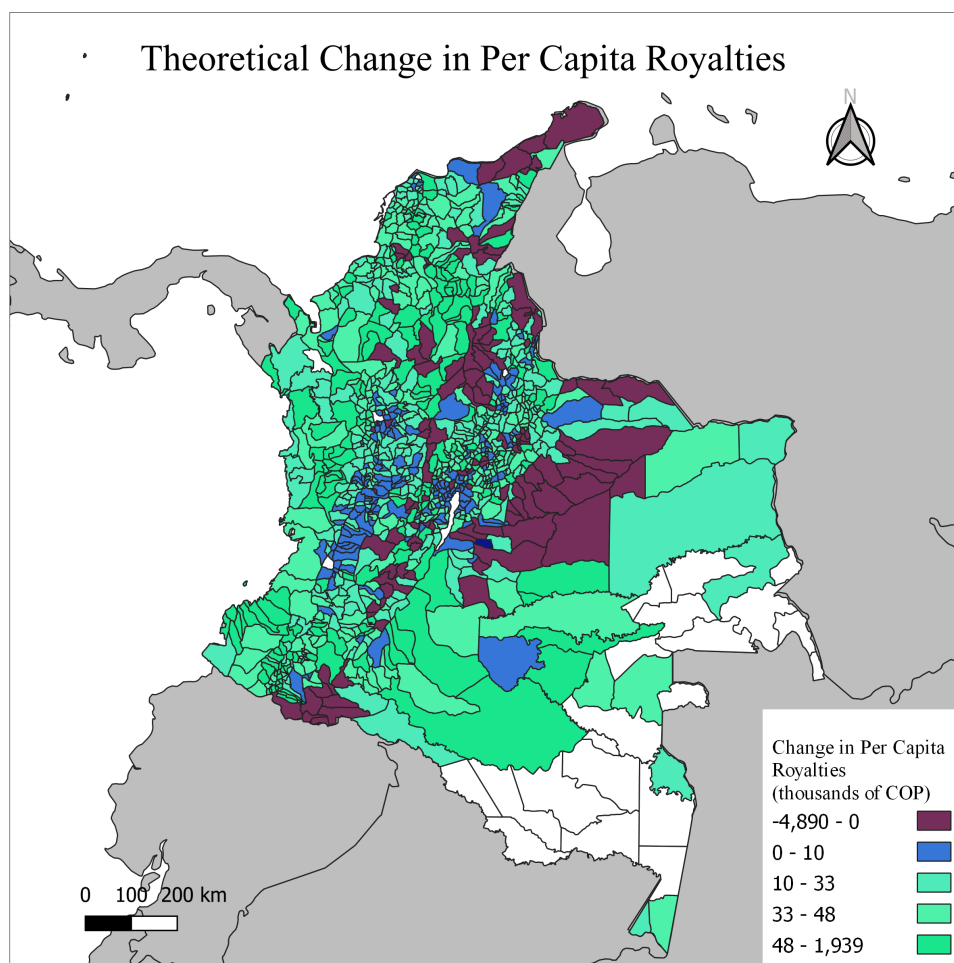 Theoretical Change in Per Capita Royalties
N
Change in Per Capita
Royalties
(thousands of COP)
-4,890 - 0
0 - 10
10 - 33
33 - 48
48 - 1,939
0 100 200 km